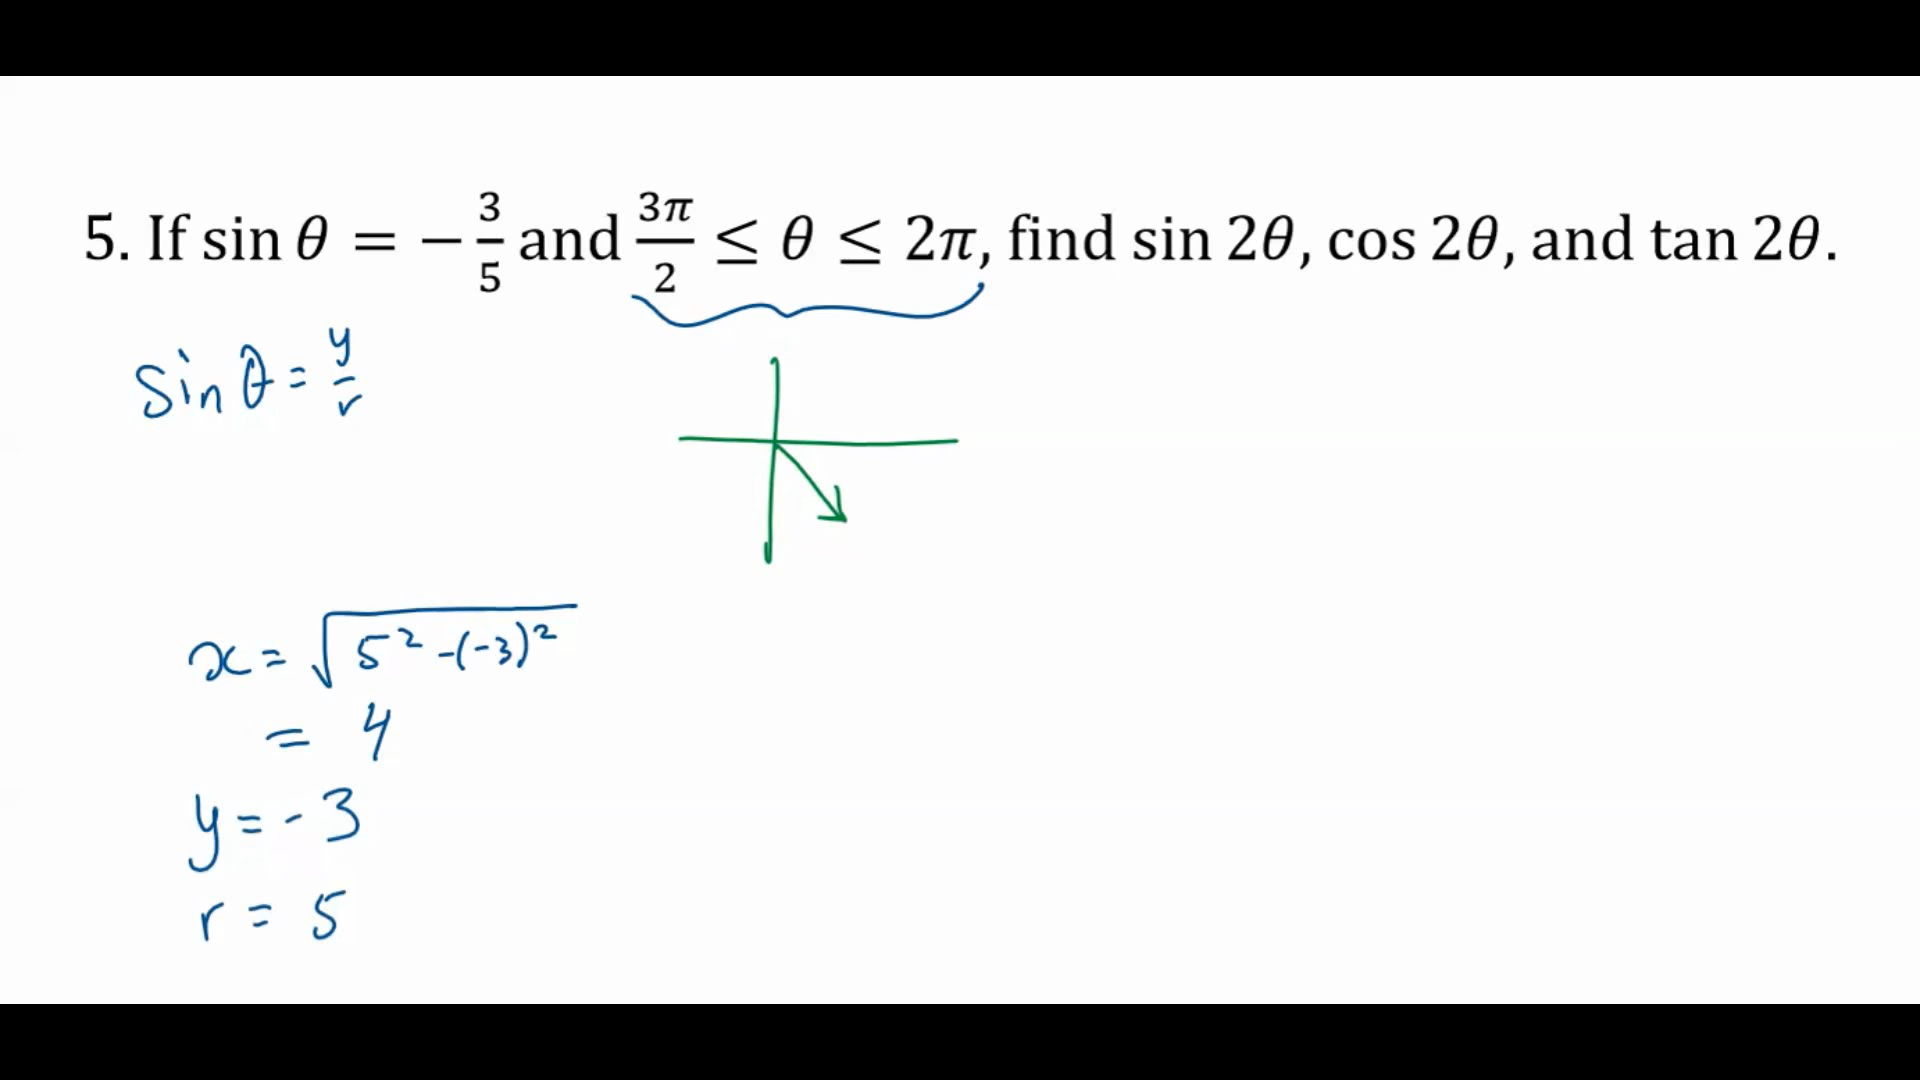 5. If sin θ = −3/5 and 3π/2 ≤ θ ≤ 2π, find sin 2θ, cos 2θ, and tan 2θ.
sin θ = y/r
x = √(5² -(-3)²)
= 4
y = -3
r = 5